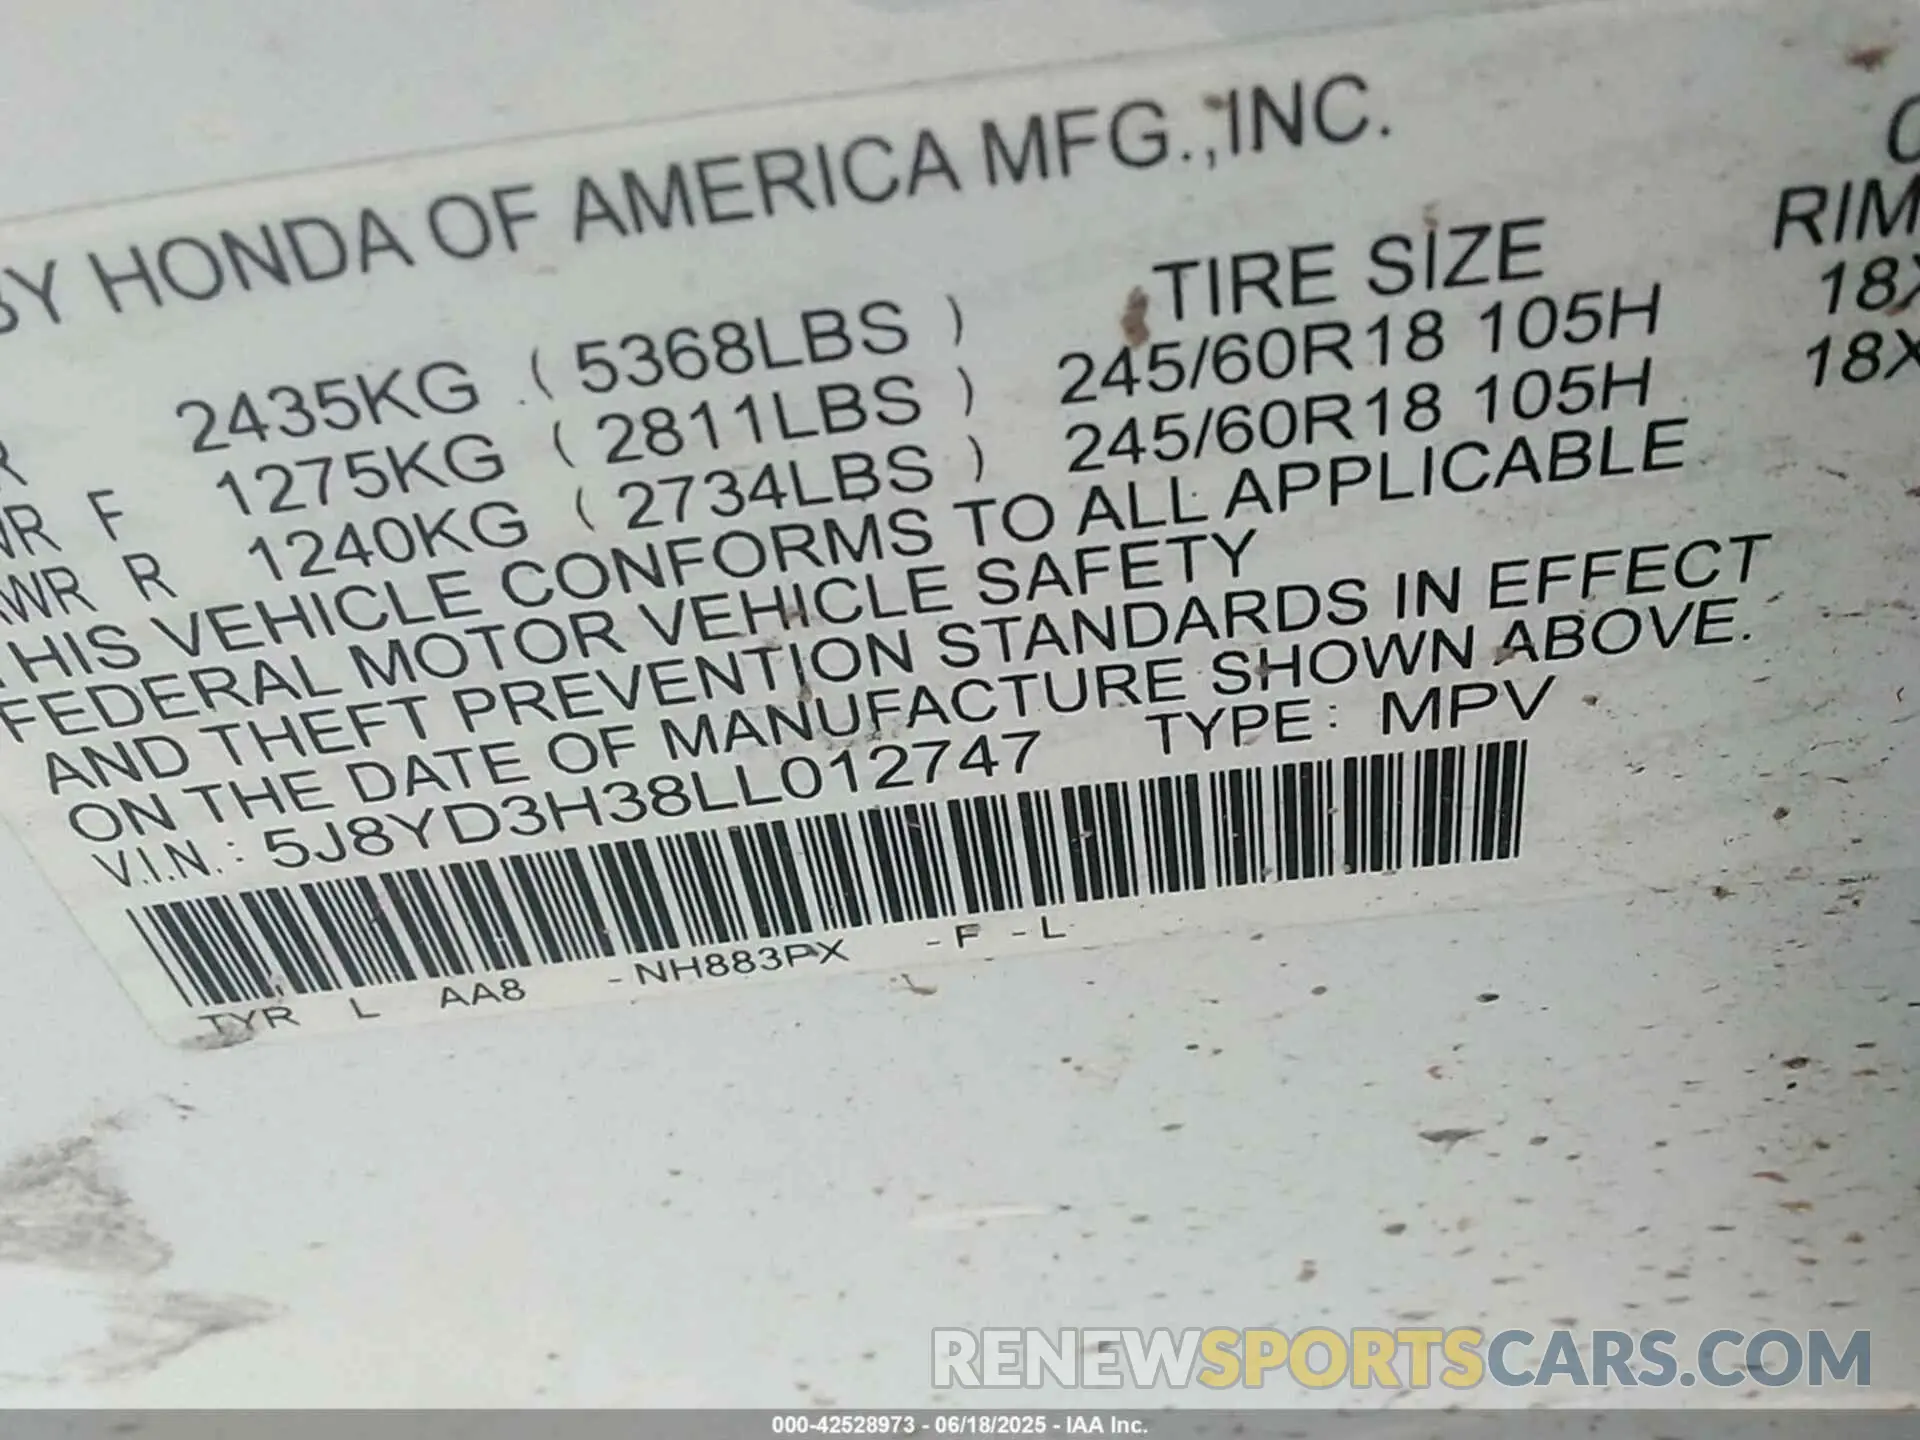 BY HONDA OF AMERICA MFG.,INC.
TIRE SIZE RIM
R 2435KG ( 5368LBS ) 245/60R18 105H 18X
WR F 1275KG ( 2811LBS ) 245/60R18 105H 18X
AWR R 1240KG ( 2734LBS )
THIS VEHICLE CONFORMS TO ALL APPLICABLE
FEDERAL MOTOR VEHICLE SAFETY
AND THEFT PREVENTION STANDARDS IN EFFECT
ON THE DATE OF MANUFACTURE SHOWN ABOVE.
V.I.N.: 5J8YD3H38LL012747 TYPE: MPV
TYR L AA8 -NH883PX -F -L
RENEWSPORTSCARS.COM
000-42528973 - 06/18/2025 - IAA Inc.